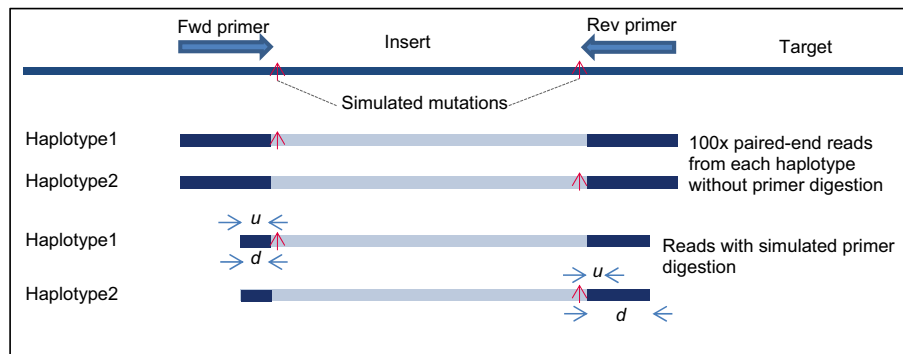 Fwd primer
Insert
Rev primer
Target
Simulated mutations
Haplotype1
100x paired-end reads
from each haplotype
without primer digestion
Haplotype2
u
Haplotype1
Reads with simulated primer
digestion
d
u
Haplotype2
d